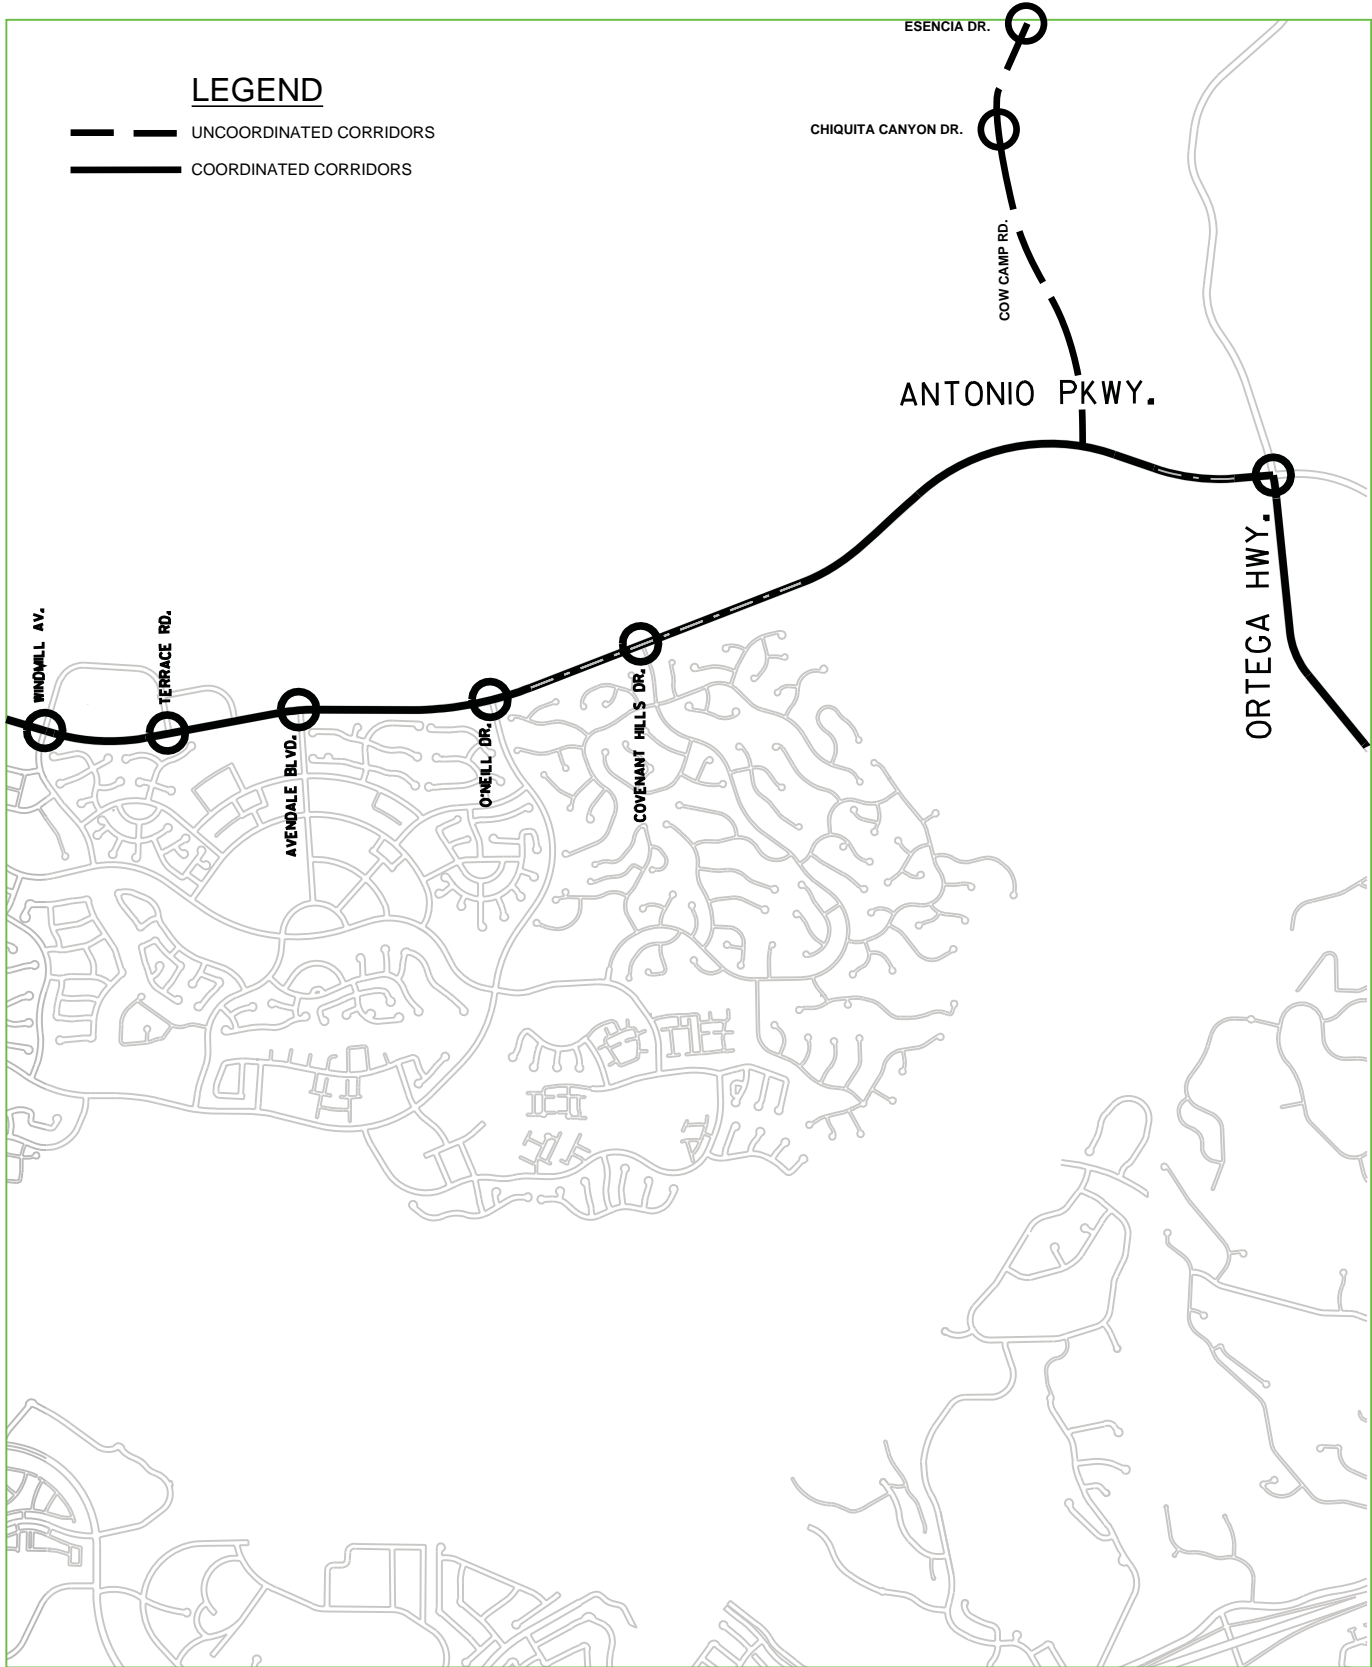 ESENCIA DR.
LEGEND
UNCOORDINATED CORRIDORS
CHIQUITA CANYON DR.
COORDINATED CORRIDORS
COW CAMP RD.
ANTONIO PKWY.
ORTEGA HWY.
WINDMILL AV.
TERRACE RD.
AVENDALE BLVD.
O'NEILL DR.
COVENANT HILLS DR.